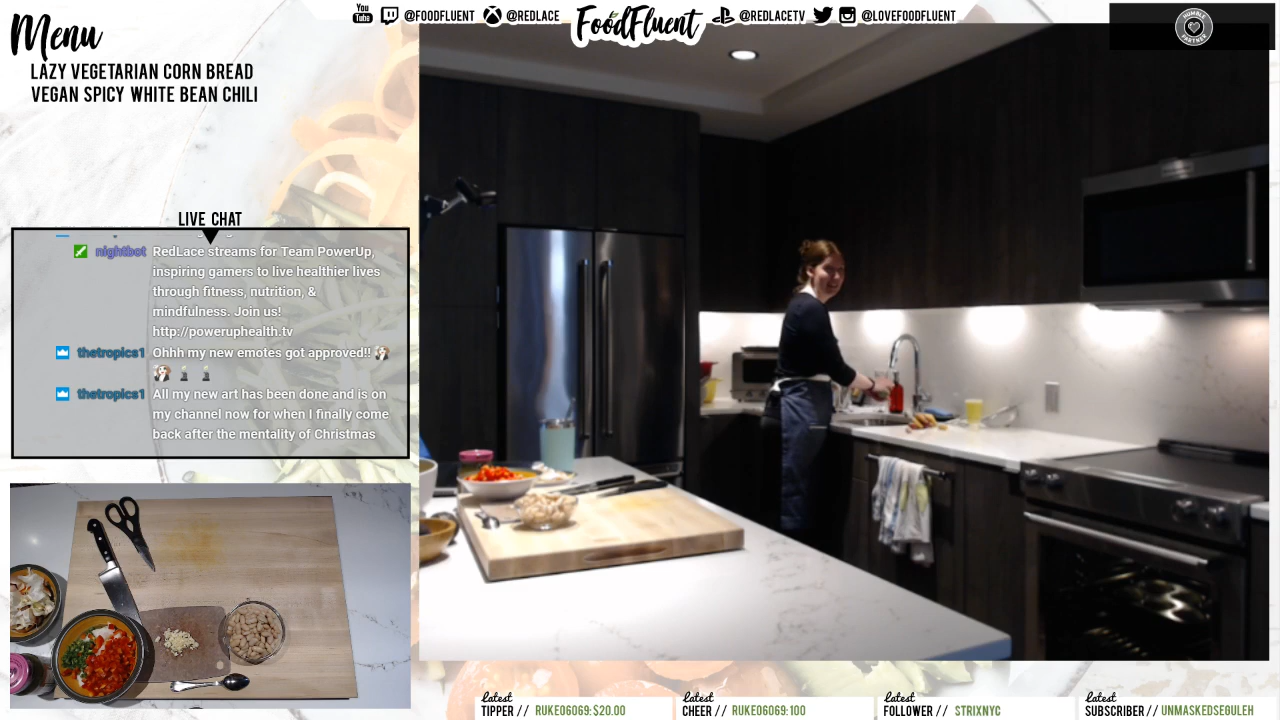 Menu
LAZY VEGETARIAN CORN BREAD
VEGAN SPICY WHITE BEAN CHILI
You Tube @FOODFLUENT @REDLACE FoodFluent @REDLACETV @LOVEFOODFLUENT
HUMBLE PARTNER
LIVE CHAT
nightbot RedLace streams for Team PowerUp,
inspiring gamers to live healthier lives
through fitness, nutrition, &
mindfulness. Join us!
http://poweruphealth.tv
thetropics1 Ohhh my new emotes got approved!!
thetropics1 All my new art has been done and is on
my channel now for when I finally come
back after the mentality of Christmas
Latest
TIPPER // RUKE06069: $20.00
Latest
CHEER // RUKE06069: 100
Latest
FOLLOWER // STRIXNYC
Latest
SUBSCRIBER // UNMASKEDSEGULEH